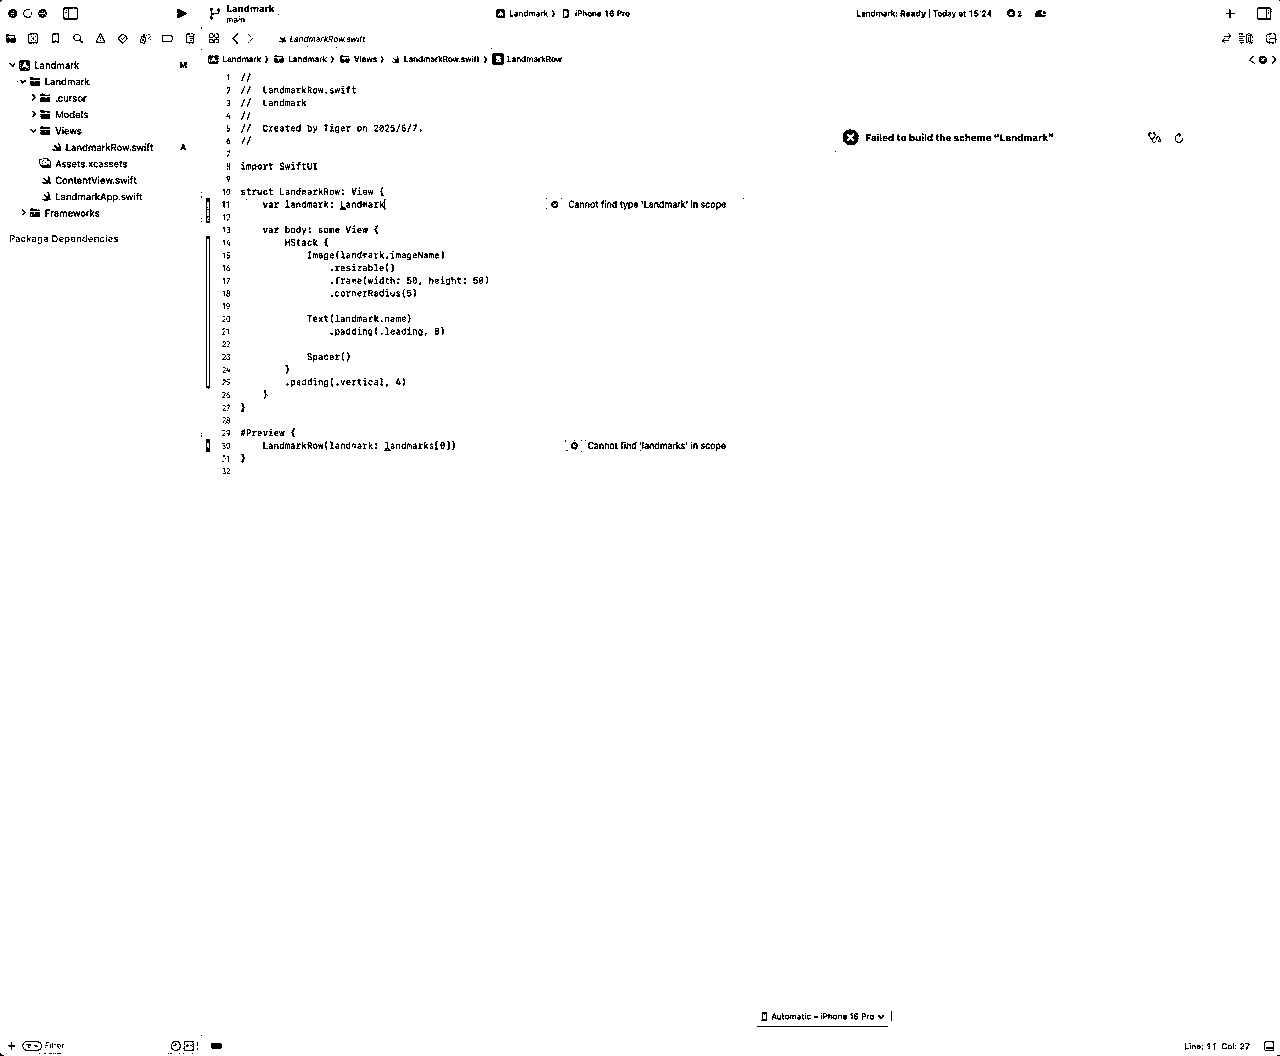 Landmark
main
Landmark › iPhone 16 Pro
Landmark: Ready | Today at 15:24
2
LandmarkRow.swift
Landmark › Landmark › Views › LandmarkRow.swift › LandmarkRow
Landmark M
Landmark
.cursor
Models
Views
LandmarkRow.swift A
Assets.xcassets
ContentView.swift
LandmarkApp.swift
Frameworks
Package Dependencies
1 //
2 //  LandmarkRow.swift
3 //  Landmark
4 //
5 //  Created by Tiger on 2025/6/7.
6 //
7
8 import SwiftUI
9
10 struct LandmarkRow: View {
11     var landmark: Landmark
Cannot find type 'Landmark' in scope
12
13     var body: some View {
14         HStack {
15             Image(landmark.imageName)
16                 .resizable()
17                 .frame(width: 50, height: 50)
18                 .cornerRadius(5)
19
20             Text(landmark.name)
21                 .padding(.leading, 8)
22
23             Spacer()
24         }
25         .padding(.vertical, 4)
26     }
27 }
28
29 #Preview {
30     LandmarkRow(landmark: landmarks[0])
Cannot find 'landmarks' in scope
31 }
32
Failed to build the scheme "Landmark"
Automatic – iPhone 16 Pro
Filter
Line: 11 Col: 27